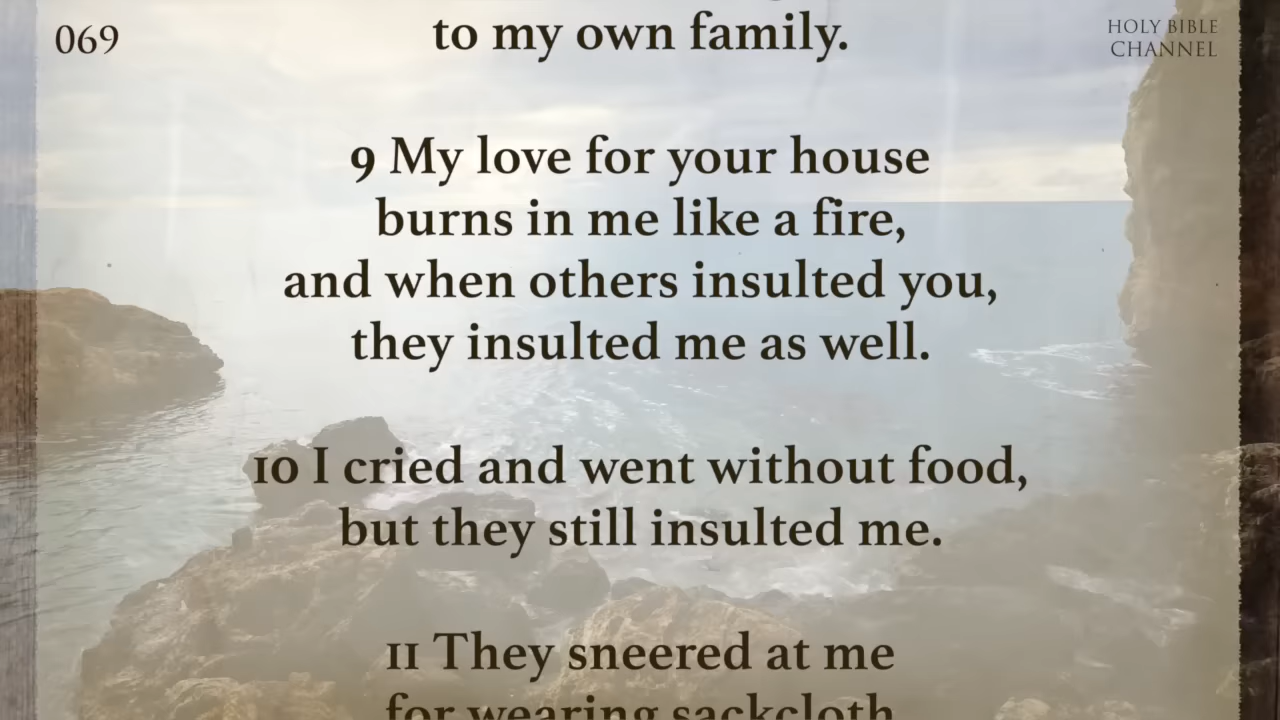 069
HOLY BIBLE
CHANNEL
to my own family.
9 My love for your house
burns in me like a fire,
and when others insulted you,
they insulted me as well.
10 I cried and went without food,
but they still insulted me.
11 They sneered at me
for wearing sackcloth